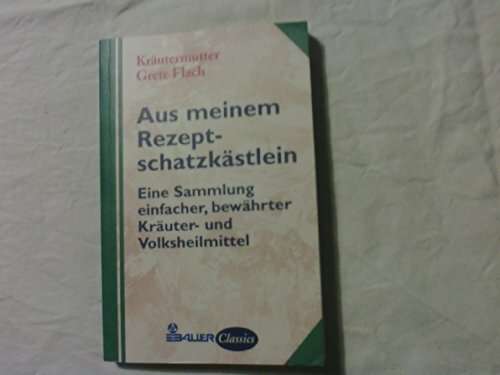 Kräutermutter
Grete Flach
Aus meinem
Rezept-
schatzkästlein
Eine Sammlung
einfacher, bewährter
Kräuter- und
Volksheilmittel
BAUER Classics